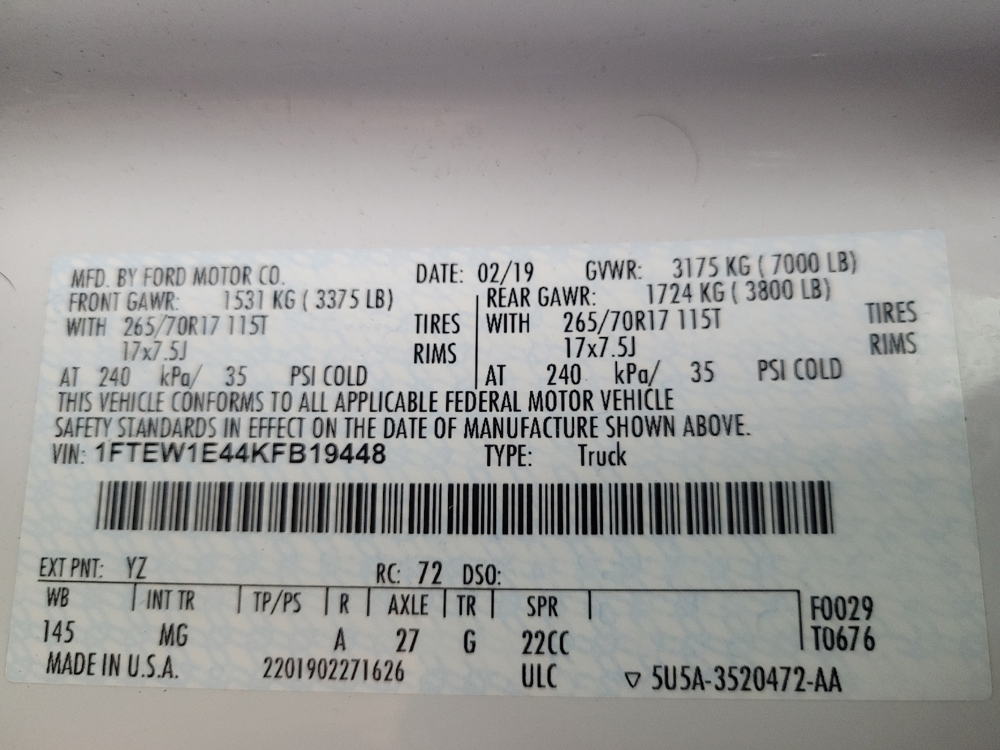 MFD. BY FORD MOTOR CO. DATE: 02/19 GVWR: 3175 KG ( 7000 LB)
FRONT GAWR: 1531 KG ( 3375 LB) REAR GAWR: 1724 KG ( 3800 LB)
WITH 265/70R17 115T TIRES WITH 265/70R17 115T TIRES
17x7.5J RIMS 17x7.5J RIMS
AT 240 kPa/ 35 PSI COLD AT 240 kPa/ 35 PSI COLD
THIS VEHICLE CONFORMS TO ALL APPLICABLE FEDERAL MOTOR VEHICLE
SAFETY STANDARDS IN EFFECT ON THE DATE OF MANUFACTURE SHOWN ABOVE.
VIN: 1FTEW1E44KFB19448 TYPE: Truck
EXT PNT: YZ RC: 72 DSO:
WB INT TR TP/PS R AXLE TR SPR F0029
145 MG A 27 G 22CC T0676
MADE IN U.S.A. 2201902271626 ULC ▽ 5U5A-3520472-AA